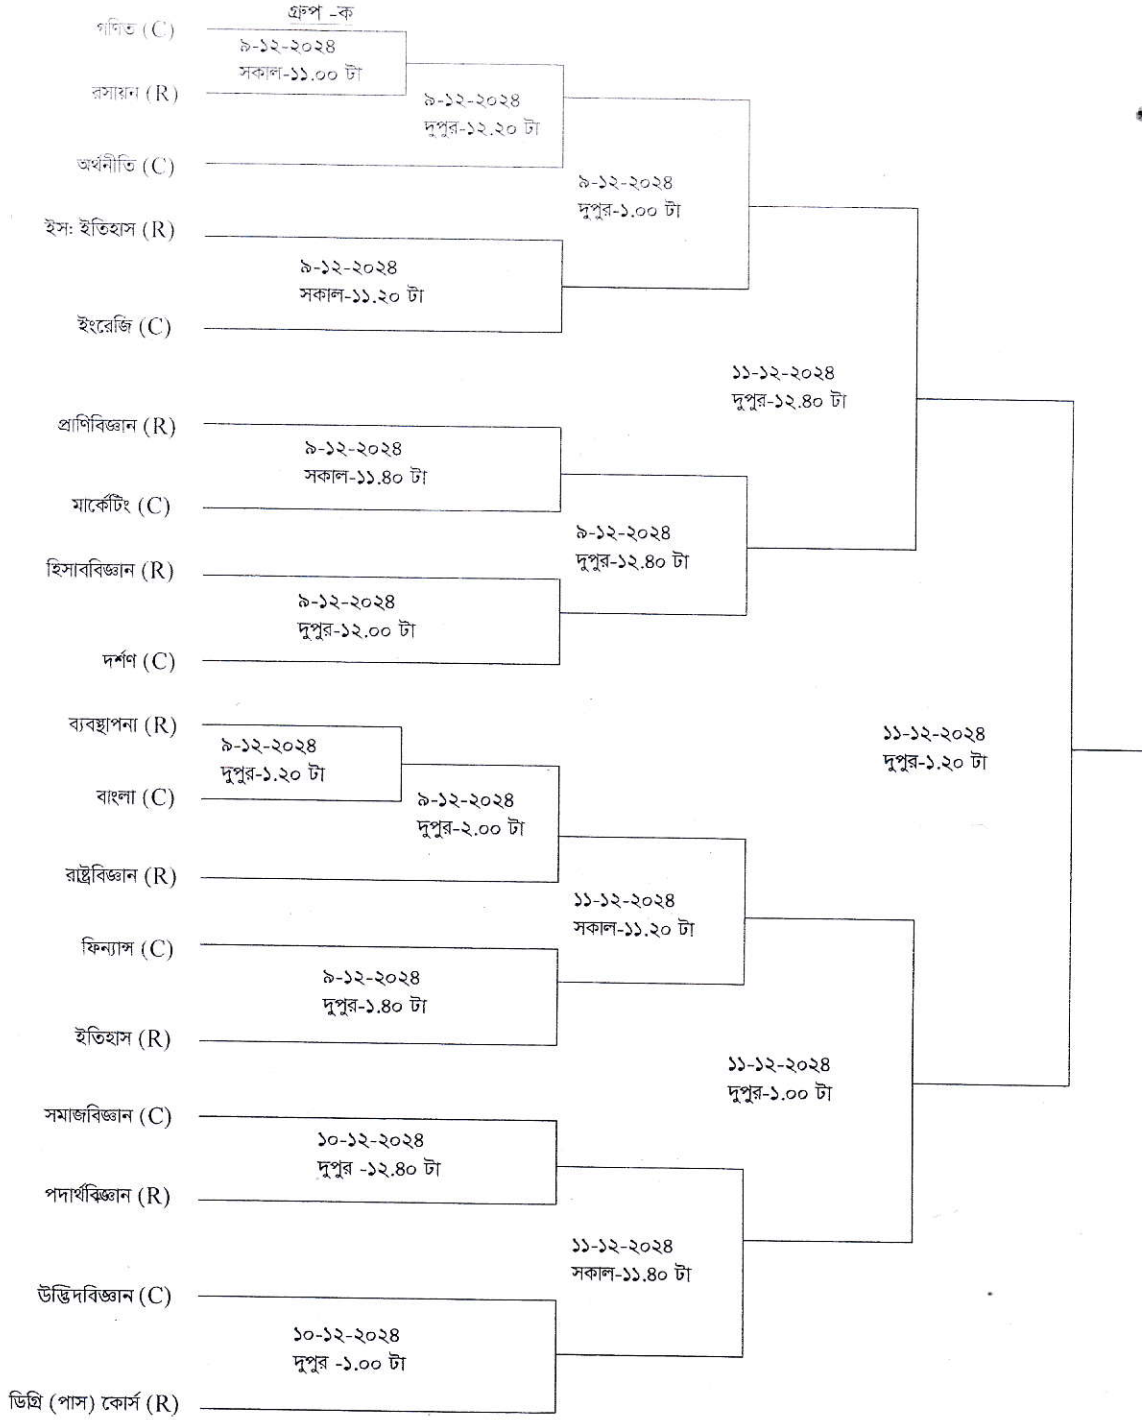 গ্রুপ -ক
গণিত (C)
৯-১২-২০২৪
সকাল-১১.০০ টা
রসায়ন (R)
৯-১২-২০২৪
দুপুর-১২.২০ টা
অর্থনীতি (C)
৯-১২-২০২৪
দুপুর-১.০০ টা
ইস: ইতিহাস (R)
৯-১২-২০২৪
সকাল-১১.২০ টা
ইংরেজি (C)
১১-১২-২০২৪
দুপুর-১২.৪০ টা
প্রাণিবিজ্ঞান (R)
৯-১২-২০২৪
সকাল-১১.৪০ টা
মার্কেটিং (C)
৯-১২-২০২৪
দুপুর-১২.৪০ টা
হিসাববিজ্ঞান (R)
৯-১২-২০২৪
দুপুর-১২.০০ টা
দর্শণ (C)
ব্যবস্থাপনা (R)
৯-১২-২০২৪
দুপুর-১.২০ টা
১১-১২-২০২৪
দুপুর-১.২০ টা
বাংলা (C)
৯-১২-২০২৪
দুপুর-২.০০ টা
রাষ্ট্রবিজ্ঞান (R)
১১-১২-২০২৪
সকাল-১১.২০ টা
ফিন্যান্স (C)
৯-১২-২০২৪
দুপুর-১.৪০ টা
ইতিহাস (R)
১১-১২-২০২৪
দুপুর-১.০০ টা
সমাজবিজ্ঞান (C)
১০-১২-২০২৪
দুপুর -১২.৪০ টা
পদার্থবিজ্ঞান (R)
১১-১২-২০২৪
সকাল-১১.৪০ টা
উদ্ভিদবিজ্ঞান (C)
১০-১২-২০২৪
দুপুর -১.০০ টা
ডিগ্রি (পাস) কোর্স (R)